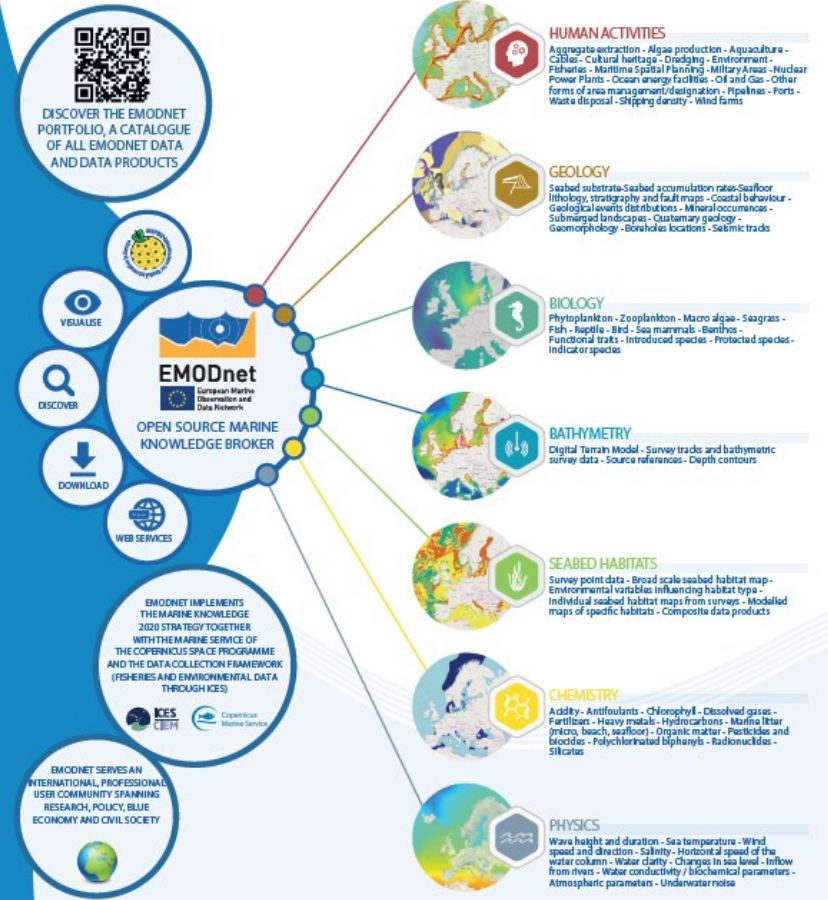 DISCOVER THE EMODNET
PORTFOLIO, A CATALOGUE
OF ALL EMODNET DATA
AND DATA PRODUCTS
VISUALISE
DISCOVER
DOWNLOAD
WEB SERVICES
EMODnet
European Marine
Observation and
Data Network
OPEN SOURCE MARINE
KNOWLEDGE BROKER
EMODNET IMPLEMENTS
THE MARINE KNOWLEDGE
2020 STRATEGY TOGETHER
WITH THE MARINE SERVICE OF
THE COPERNICUS SPACE PROGRAMME
AND THE DATA COLLECTION FRAMEWORK
(FISHERIES AND ENVIRONMENTAL DATA
THROUGH ICES)
ICES
CIEM
Copernicus
Marine Service
EMODNET SERVES AN
INTERNATIONAL, PROFESSIONAL
USER COMMUNITY SPANNING
RESEARCH, POLICY, BLUE
ECONOMY AND CIVIL SOCIETY
HUMAN ACTIVITIES
Aggregate extraction - Algae production - Aquaculture -
Cables - Cultural heritage - Dredging - Environment -
Fisheries - Maritime Spatial Planning - Miltary Areas - Nuclear
Power Plants - Ocean energy facilities - Oil and Gas - Other
forms of area management/designation - Pipelines - Ports -
Waste disposal - Shipping density - Wind farms
GEOLOGY
Seabed substrate-Seabed accumulation rates-Seafloor
lithology, stratigraphy and fault maps - Coastal behaviour -
Geological events distributions - Mineral occurrences -
Submerged landscapes - Quaternary geology -
Geomorphology - Boreholes locations - Seismic tracks
BIOLOGY
Phytoplankton - Zooplankton - Macro algae - Seagrass -
Fish - Reptile - Bird - Sea mammals - Benthos -
Functional traits - Introduced species - Protected species -
Indicator species
BATHYMETRY
Digital Terrain Model - Survey tracks and bathymetric
survey data - Source references - Depth contours
SEABED HABITATS
Survey point data - Broad scale seabed habitat map -
Environmental variables influencing habitat type -
Individual seabed habitat maps from surveys - Modelled
maps of specific habitats - Composite data products
CHEMISTRY
Acidity - Antifoulants - Chlorophyll - Dissolved gases -
Fertilizers - Heavy metals - Hydrocarbons - Marine litter
(micro, beach, seafloor) - Organic matter - Pesticides and
biocides - Polychlorinated biphenyls - Radionuclides -
Silicates
PHYSICS
Wave height and duration - Sea temperature - Wind
speed and direction - Salinity - Horizontal speed of the
water column - Water clarity - Changes in sea level - Inflow
from rivers - Water conductivity / biochemical parameters -
Atmospheric parameters - Underwater noise